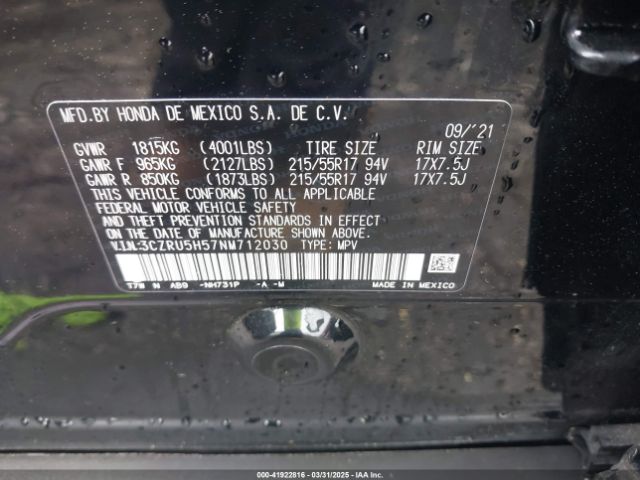 MFD.BY HONDA DE MEXICO S.A. DE C.V.
09/'21
GVWR 1815KG (4001LBS) TIRE SIZE RIM SIZE
GAWR F 965KG (2127LBS) 215/55R17 94V 17X7.5J
GAWR R 850KG (1873LBS) 215/55R17 94V 17X7.5J
THIS VEHICLE CONFORMS TO ALL APPLICABLE
FEDERAL MOTOR VEHICLE SAFETY
AND THEFT PREVENTION STANDARDS IN EFFECT
ON THE DATE OF MANUFACTURE SHOWN ABOVE.
V.I.N.:3CZRU5H57NM712030 TYPE: MPV
T7W N AB9 -NH731P -A -M MADE IN MEXICO
000-41922816 - 03/31/2025 - IAAI.CA